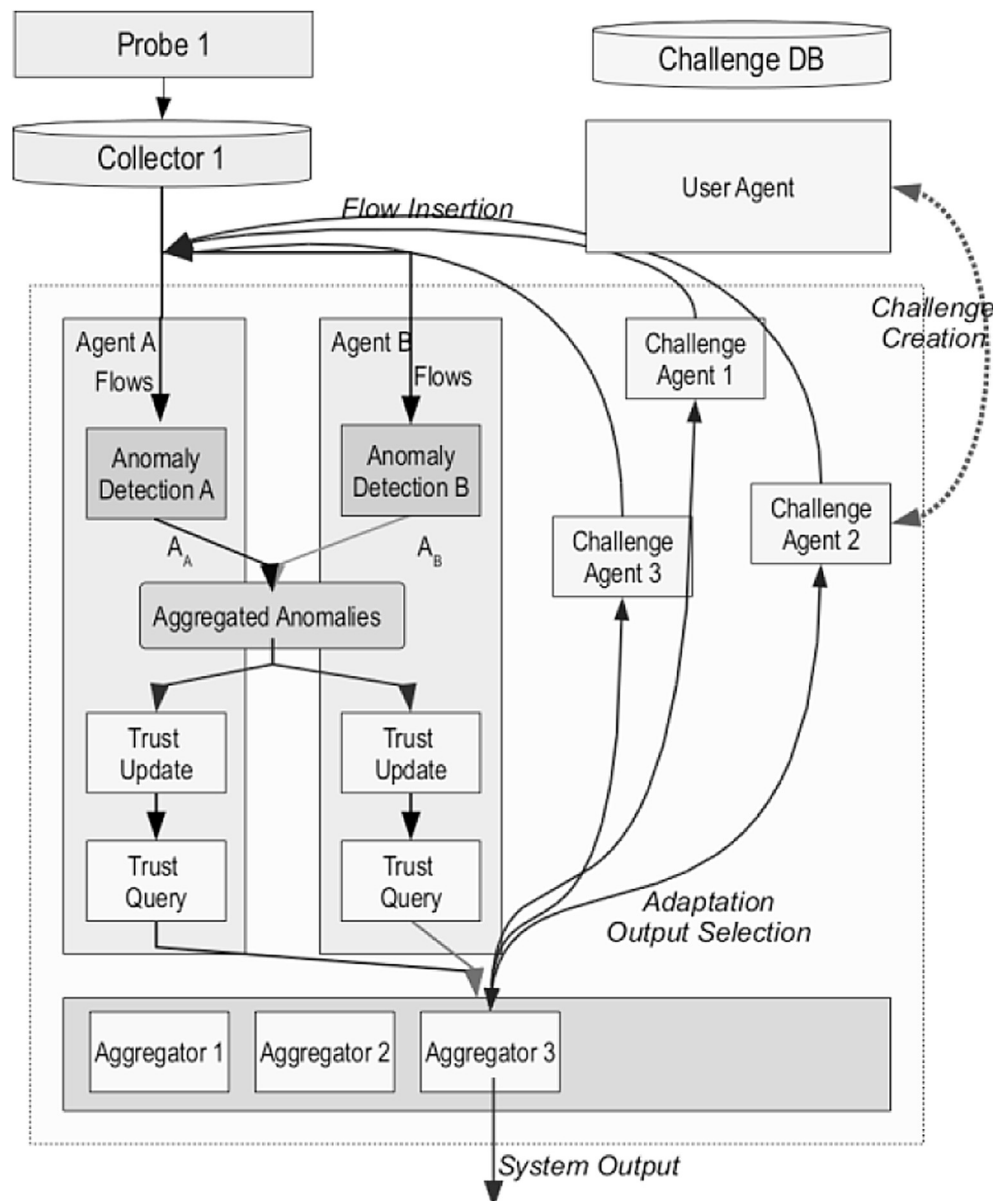 Probe 1
Challenge DB
Collector 1
User Agent
Flow Insertion
Challenge
Creation
Agent A
Agent B
Challenge
Agent 1
Flows
Flows
Anomaly
Detection A
Anomaly
Detection B
Challenge
Agent 2
Challenge
Agent 3
A_A
A_B
Aggregated Anomalies
Trust
Update
Trust
Update
Trust
Query
Trust
Query
Adaptation
Output Selection
Aggregator 1
Aggregator 2
Aggregator 3
System Output